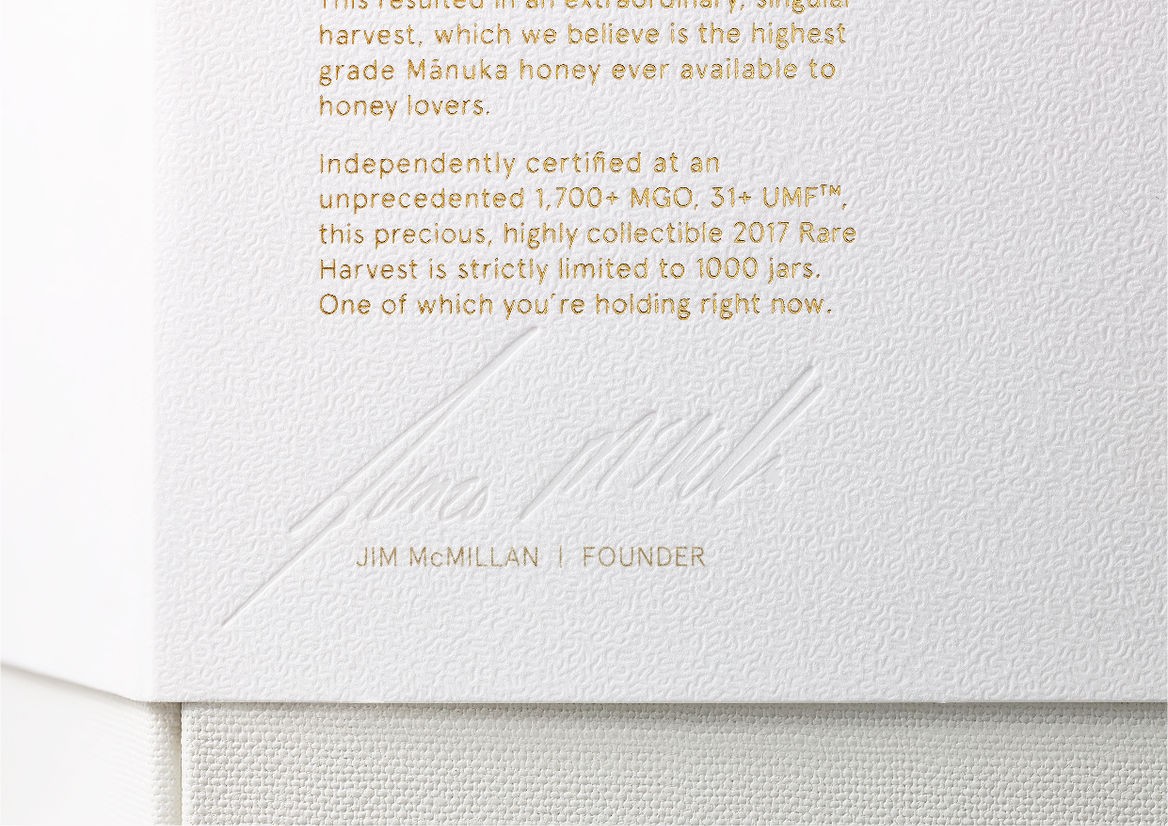 This resulted in an extraordinary, singular
harvest, which we believe is the highest
grade Mānuka honey ever available to
honey lovers.
Independently certified at an
unprecedented 1,700+ MGO, 31+ UMF™,
this precious, highly collectible 2017 Rare
Harvest is strictly limited to 1000 jars.
One of which you're holding right now.
JIM McMILLAN | FOUNDER